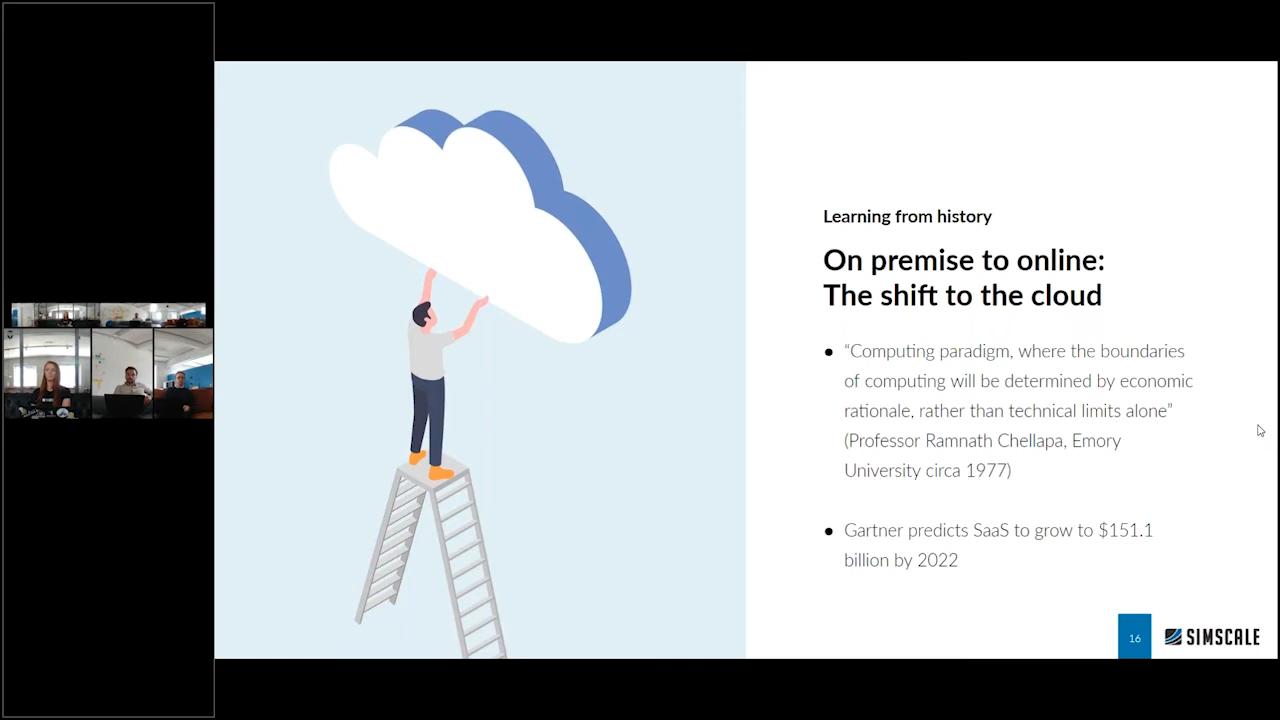 Learning from history
On premise to online:
The shift to the cloud
● “Computing paradigm, where the boundaries
of computing will be determined by economic
rationale, rather than technical limits alone”
(Professor Ramnath Chellapa, Emory
University circa 1977)
● Gartner predicts SaaS to grow to $151.1
billion by 2022
16
SIMSCALE